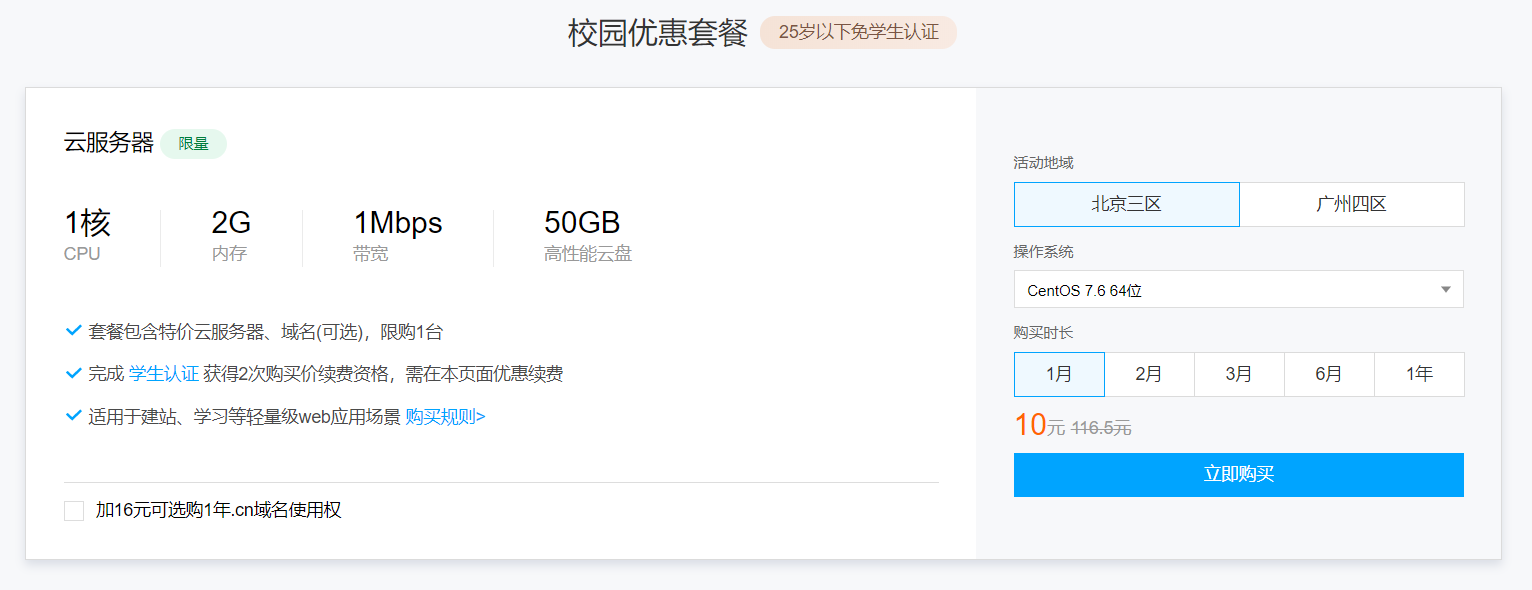 校园优惠套餐 25岁以下免学生认证
云服务器 限量
1核 2G 1Mbps 50GB
CPU 内存 带宽 高性能云盘
套餐包含特价云服务器、域名(可选)，限购1台
完成 学生认证 获得2次购买价续费资格，需在本页面优惠续费
适用于建站、学习等轻量级web应用场景 购买规则>
加16元可选购1年.cn域名使用权
活动地域
北京三区 广州四区
操作系统
CentOS 7.6 64位
购买时长
1月 2月 3月 6月 1年
10元 116.5元
立即购买